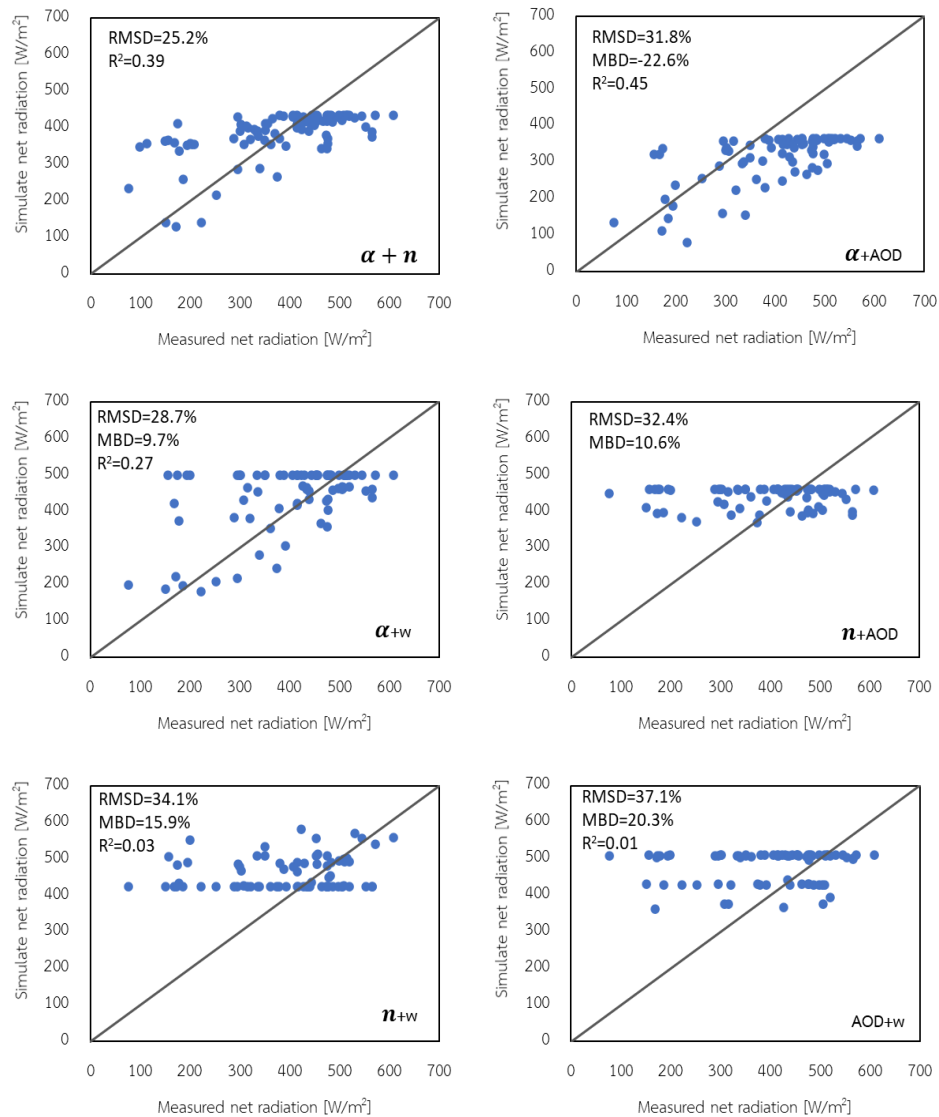 RMSD=25.2%
R²=0.39
Simulate net radiation [W/m²]
700
600
500
400
300
200
100
0
α + n
0 100 200 300 400 500 600 700
Measured net radiation [W/m²]
RMSD=31.8%
MBD=-22.6%
R²=0.45
Simulate net radiation [W/m²]
700
600
500
400
300
200
100
0
α+AOD
0 100 200 300 400 500 600 700
Measured net radiation [W/m²]
RMSD=28.7%
MBD=9.7%
R²=0.27
Simulate net radiation [W/m²]
700
600
500
400
300
200
100
0
α+w
0 100 200 300 400 500 600 700
Measured net radiation [W/m²]
RMSD=32.4%
MBD=10.6%
Simulate net nadiation [W/m²]
700
600
500
400
300
200
100
0
n+AOD
0 100 200 300 400 500 600 700
Measured net radiation [W/m²]
RMSD=34.1%
MBD=15.9%
R²=0.03
Simulate net radiation [W/m²]
700
600
500
400
300
200
100
0
n+w
0 100 200 300 400 500 600 700
Measured net radiation [W/m²]
RMSD=37.1%
MBD=20.3%
R²=0.01
Simulate net radiation [W/m²]
700
600
500
400
300
200
100
0
AOD+w
0 100 200 300 400 500 600 700
Measured net radiation [W/m²]